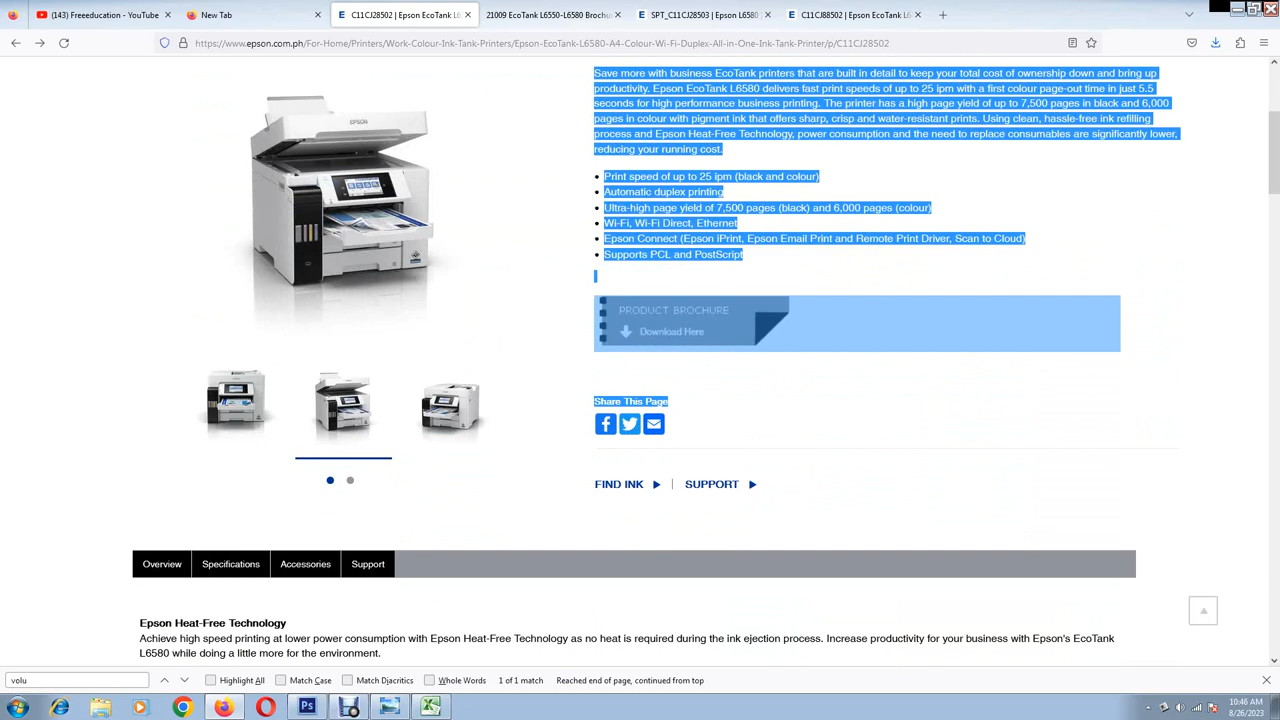 (143) Freeeducation - YouTube
New Tab
C11CJ28502 | Epson EcoTank L6
21009 EcoTank L6550-L6580 Brochu
SPT_C11CJ28503 | Epson L6580
C11CJ88502 | Epson EcoTank L6
https://www.epson.com.ph/For-Home/Printers/Work-Colour-Ink-Tank-Printers/Epson-EcoTank-L6580-A4-Colour-Wi-Fi-Duplex-All-in-One-Ink-Tank-Printer/p/C11CJ28502
Save more with business EcoTank printers that are built in detail to keep your total cost of ownership down and bring up
productivity. Epson EcoTank L6580 delivers fast print speeds of up to 25 ipm with a first colour page-out time in just 5.5
seconds for high performance business printing. The printer has a high page yield of up to 7,500 pages in black and 6,000
pages in colour with pigment ink that offers sharp, crisp and water-resistant prints. Using clean, hassle-free ink refilling
process and Epson Heat-Free Technology, power consumption and the need to replace consumables are significantly lower,
reducing your running cost.
• Print speed of up to 25 ipm (black and colour)
• Automatic duplex printing
• Ultra-high page yield of 7,500 pages (black) and 6,000 pages (colour)
• Wi-Fi, Wi-Fi Direct, Ethernet
• Epson Connect (Epson iPrint, Epson Email Print and Remote Print Driver, Scan to Cloud)
• Supports PCL and PostScript
EPSON
PRODUCT BROCHURE
Download Here
Share This Page
FIND INK
SUPPORT
Overview
Specifications
Accessories
Support
Epson Heat-Free Technology
Achieve high speed printing at lower power consumption with Epson Heat-Free Technology as no heat is required during the ink ejection process. Increase productivity for your business with Epson's EcoTank
L6580 while doing a little more for the environment.
volu
Highlight All
Match Case
Match Diacritics
Whole Words
1 of 1 match
Reached end of page, continued from top
10:46 AM
8/26/2023